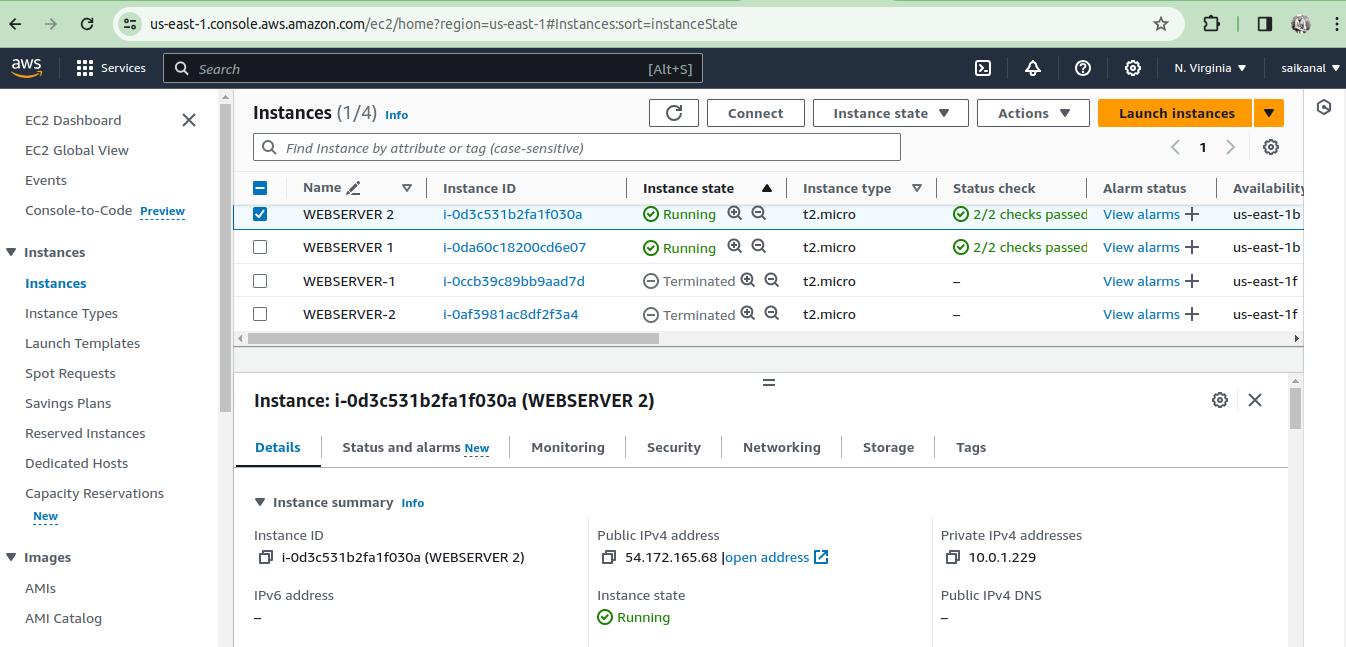 us-east-1.console.aws.amazon.com/ec2/home?region=us-east-1#Instances:sort=instanceState
aws Services Search [Alt+S] N. Virginia saikanal
EC2 Dashboard
EC2 Global View
Events
Console-to-Code Preview
Instances
Instances
Instance Types
Launch Templates
Spot Requests
Savings Plans
Reserved Instances
Dedicated Hosts
Capacity Reservations
New
Images
AMIs
AMI Catalog
Instances (1/4) Info Connect Instance state Actions Launch instances
Find Instance by attribute or tag (case-sensitive) 1
Name Instance ID Instance state Instance type Status check Alarm status Availability
WEBSERVER 2 i-0d3c531b2fa1f030a Running t2.micro 2/2 checks passed View alarms us-east-1b
WEBSERVER 1 i-0da60c18200cd6e07 Running t2.micro 2/2 checks passed View alarms us-east-1b
WEBSERVER-1 i-0ccb39c89bb9aad7d Terminated t2.micro – View alarms us-east-1f
WEBSERVER-2 i-0af3981ac8df2f3a4 Terminated t2.micro – View alarms us-east-1f
Instance: i-0d3c531b2fa1f030a (WEBSERVER 2)
Details Status and alarms New Monitoring Security Networking Storage Tags
Instance summary Info
Instance ID Public IPv4 address Private IPv4 addresses
i-0d3c531b2fa1f030a (WEBSERVER 2) 54.172.165.68 |open address 10.0.1.229
IPv6 address Instance state Public IPv4 DNS
– Running –